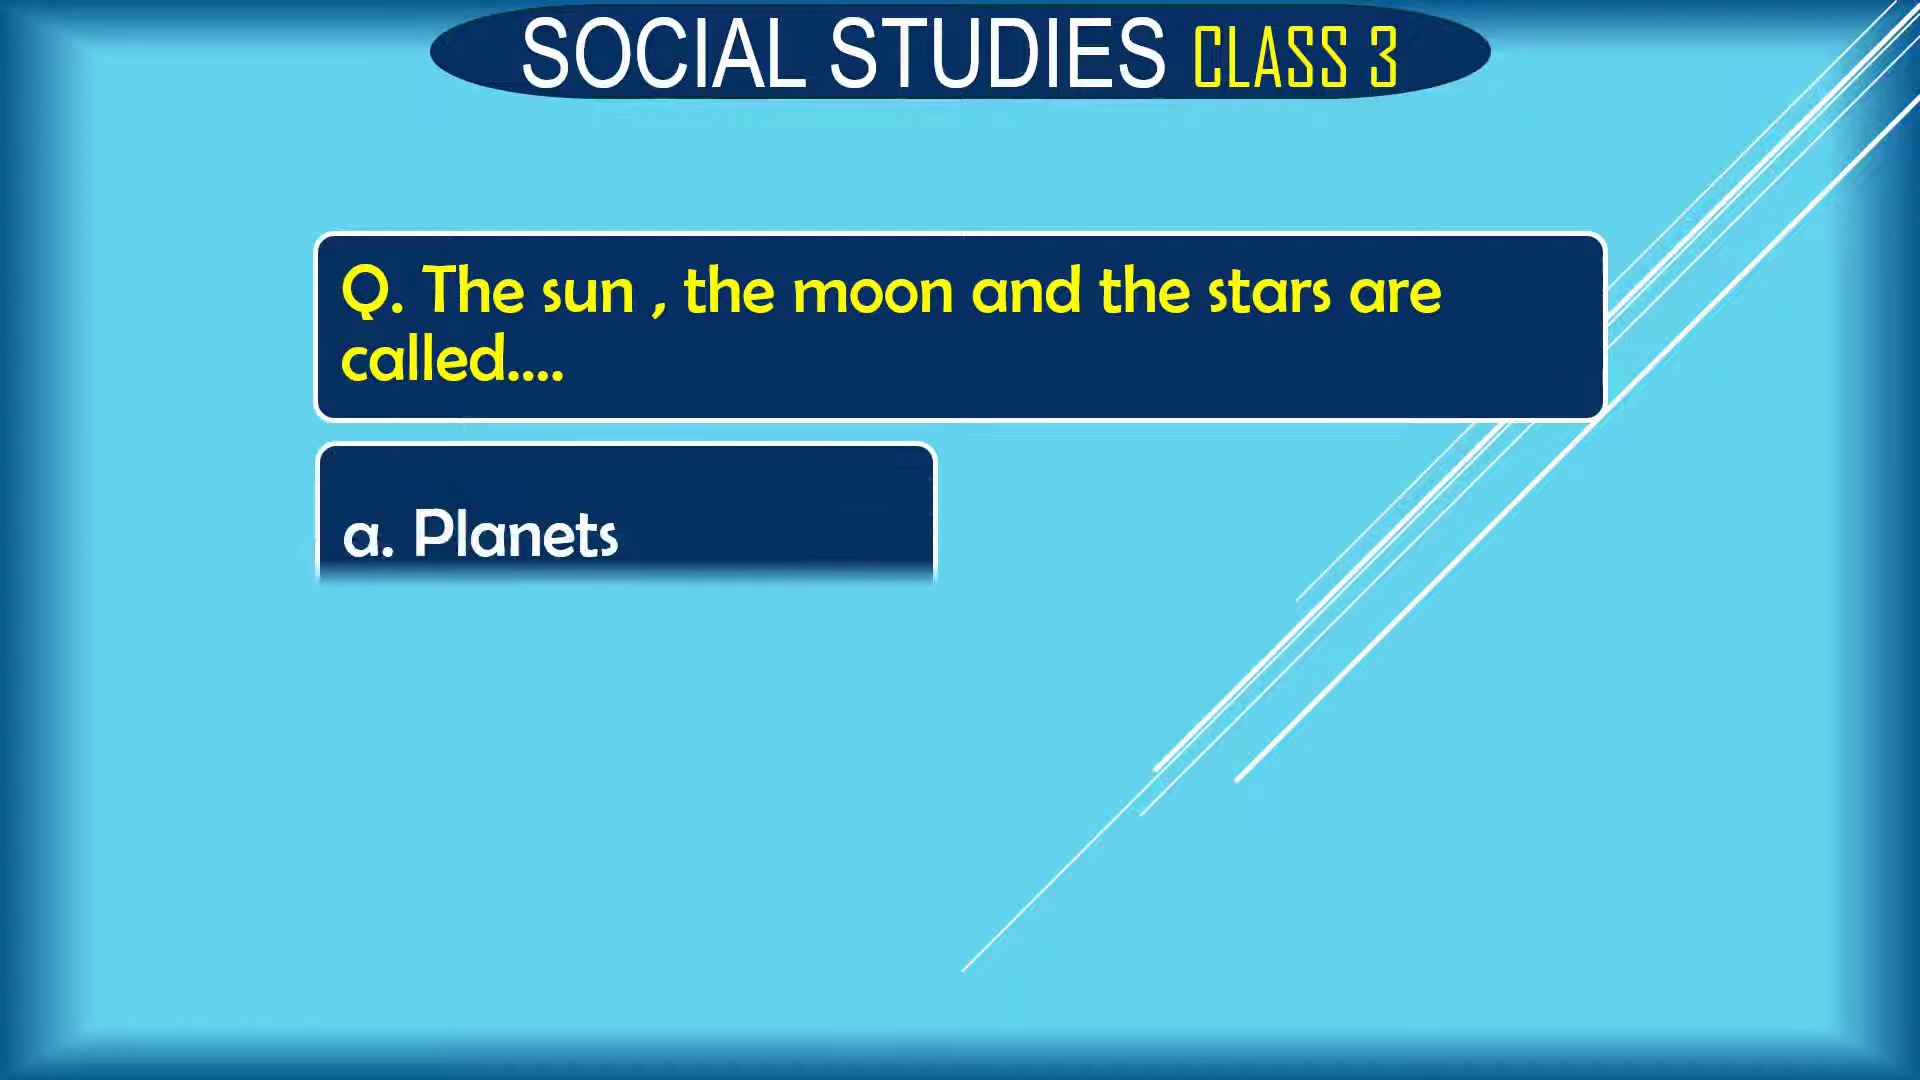 SOCIAL STUDIES CLASS 3
Q. The sun , the moon and the stars are
called....
a. Planets